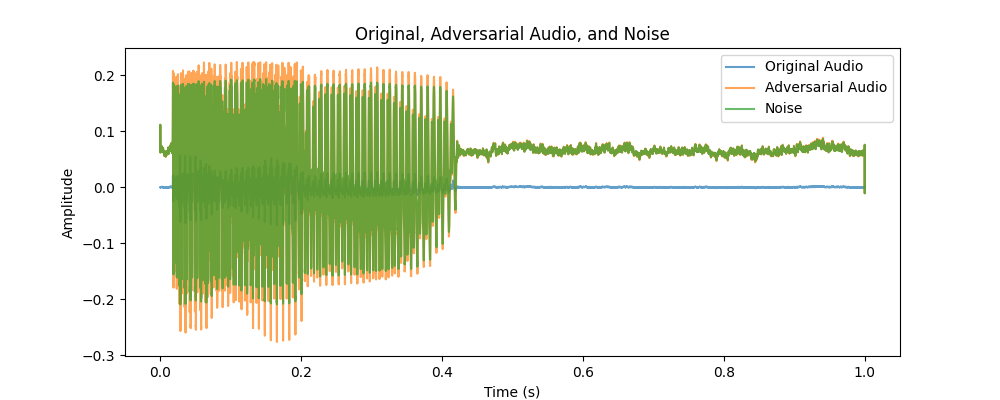 Original, Adversarial Audio, and Noise
Original Audio
Adversarial Audio
Noise
Amplitude
0.2
0.1
0.0
−0.1
−0.2
−0.3
0.0 0.2 0.4 0.6 0.8 1.0
Time (s)